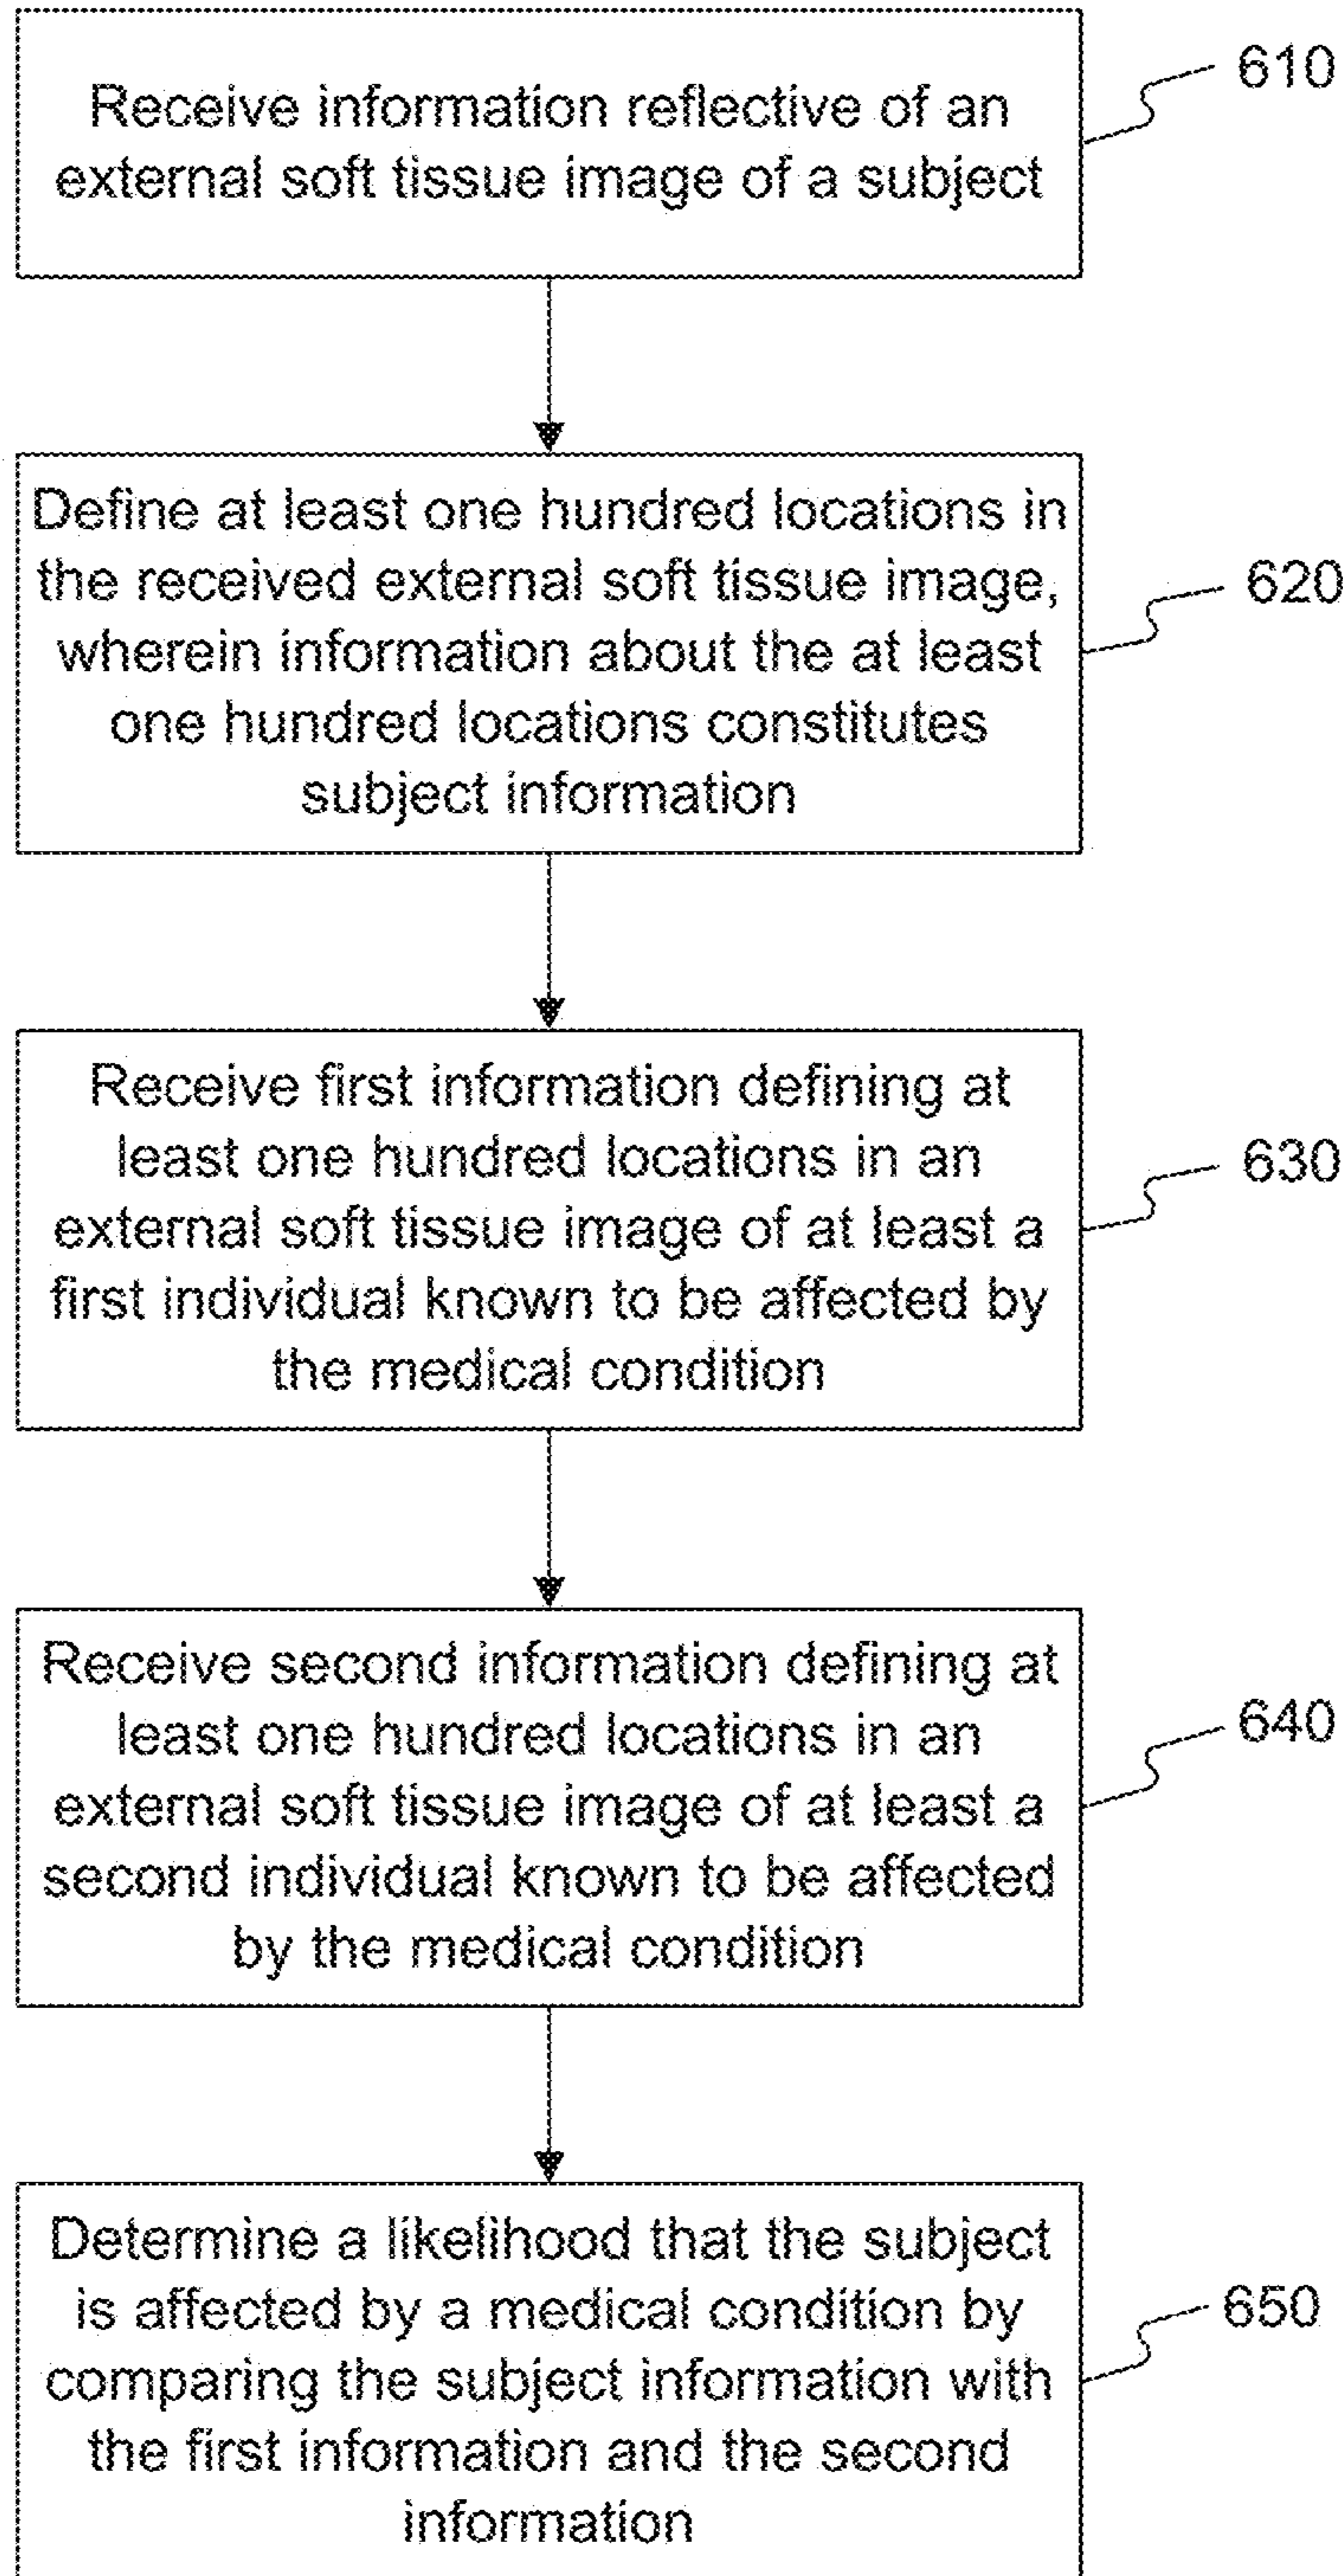 Receive information reflective of an
external soft tissue image of a subject
610
Define at least one hundred locations in
the received external soft tissue image,
wherein information about the at least
one hundred locations constitutes
subject information
620
Receive first information defining at
least one hundred locations in an
external soft tissue image of at least a
first individual known to be affected by
the medical condition
630
Receive second information defining at
least one hundred locations in an
external soft tissue image of at least a
second individual known to be affected
by the medical condition
640
Determine a likelihood that the subject
is affected by a medical condition by
comparing the subject information with
the first information and the second
information
650